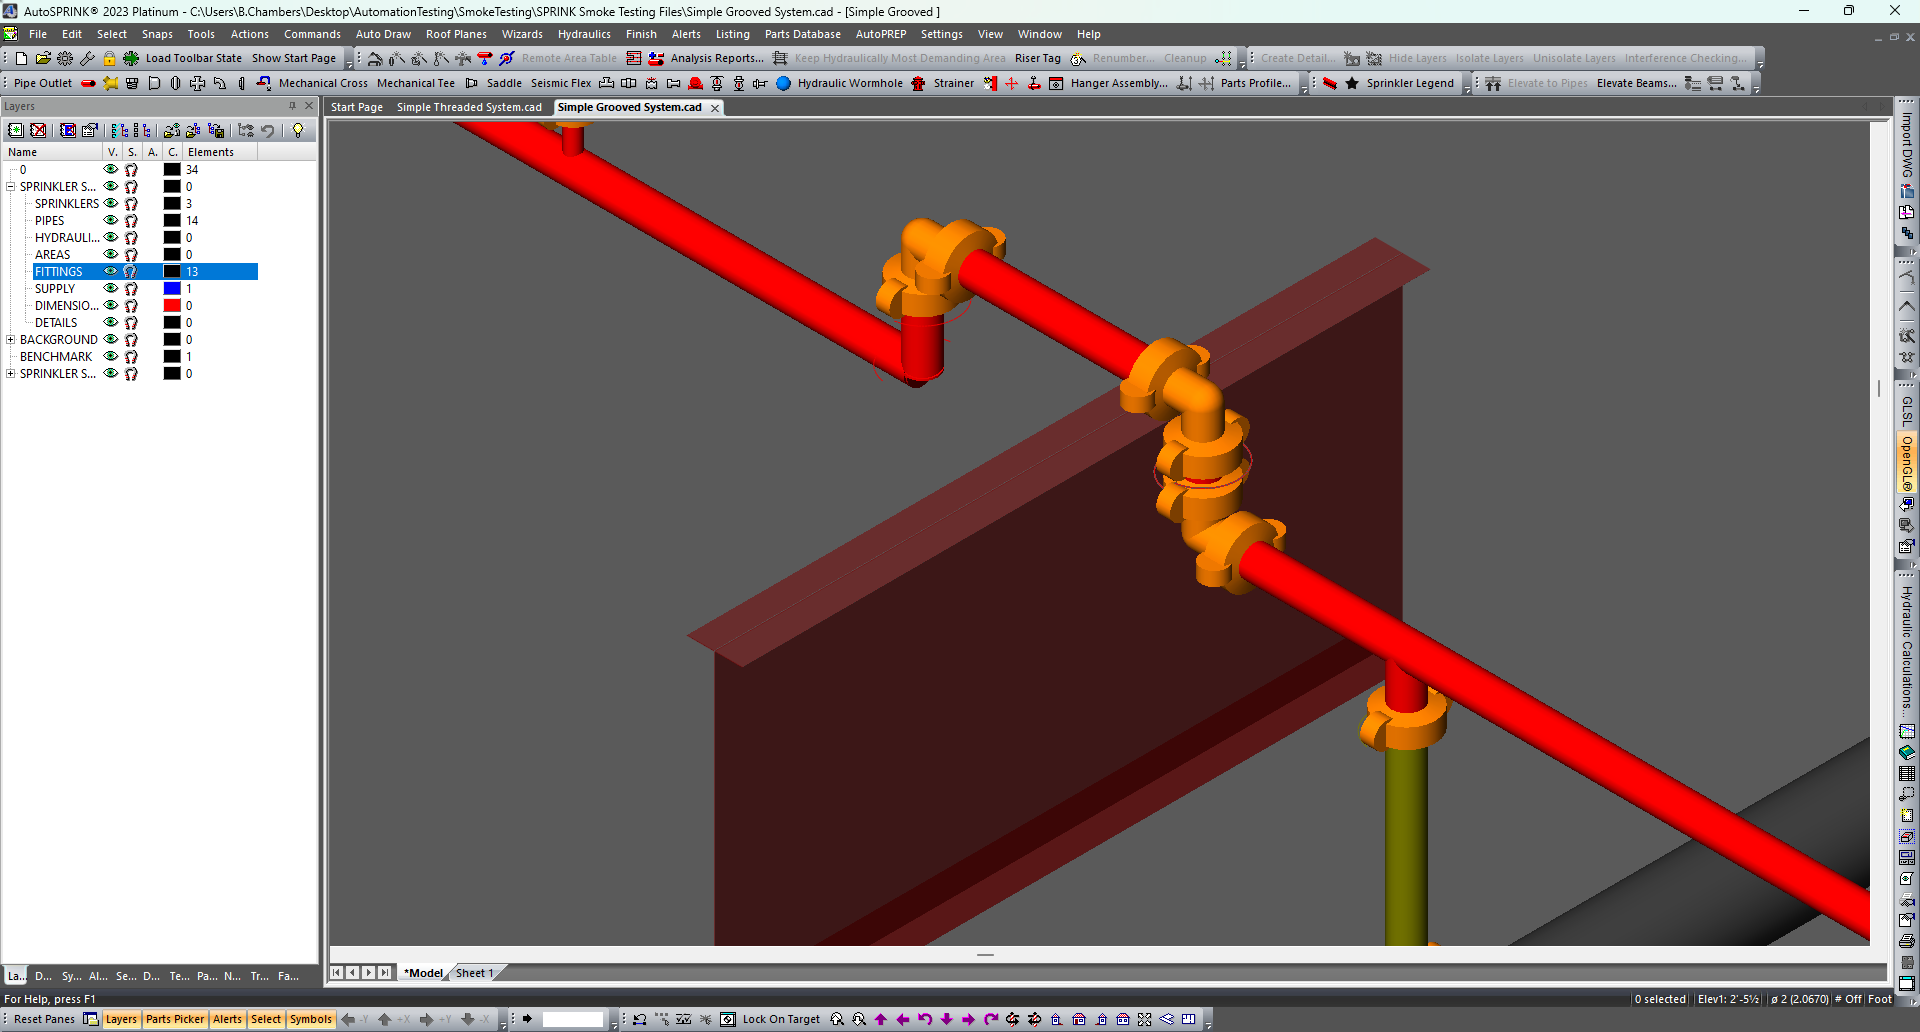 AutoSPRINK® 2023 Platinum - C:\Users\B.Chambers\Desktop\AutomationTesting\SmokeTesting\SPRINK Smoke Testing Files\Simple Grooved System.cad - [Simple Grooved ]
File Edit Select Snaps Tools Actions Commands Auto Draw Roof Planes Wizards Hydraulics Finish Alerts Listing Parts Database AutoPREP Settings View Window Help
Load Toolbar State Show Start Page Remote Area Table Analysis Reports... Keep Hydraulically Most Demanding Area Riser Tag Renumber... Cleanup Create Detail... Hide Layers Isolate Layers Unisolate Layers Interference Checking...
Pipe Outlet Mechanical Cross Mechanical Tee Saddle Seismic Flex Hydraulic Wormhole Strainer Hanger Assembly... Parts Profile... Sprinkler Legend Elevate to Pipes Elevate Beams...
Layers
Start Page Simple Threaded System.cad Simple Grooved System.cad
Name V. S. A. C. Elements
0 34
SPRINKLER S... 0
SPRINKLERS 3
PIPES 14
HYDRAULI... 0
AREAS 0
FITTINGS 13
SUPPLY 1
DIMENSIO... 0
DETAILS 0
BACKGROUND 0
BENCHMARK 1
SPRINKLER S... 0
Import DWG
GLSL
OpenGL®
Hydraulic Calculations...
La... D... Sy... Al... Se... D... Te... Pa... N... Tr... Fa...
*Model Sheet 1
For Help, press F1
0 selected Elev1: 2'-5½ ø 2 (2.0670) # Off Foot
Reset Panes Layers Parts Picker Alerts Select Symbols -Y +X +Y -X Lock On Target